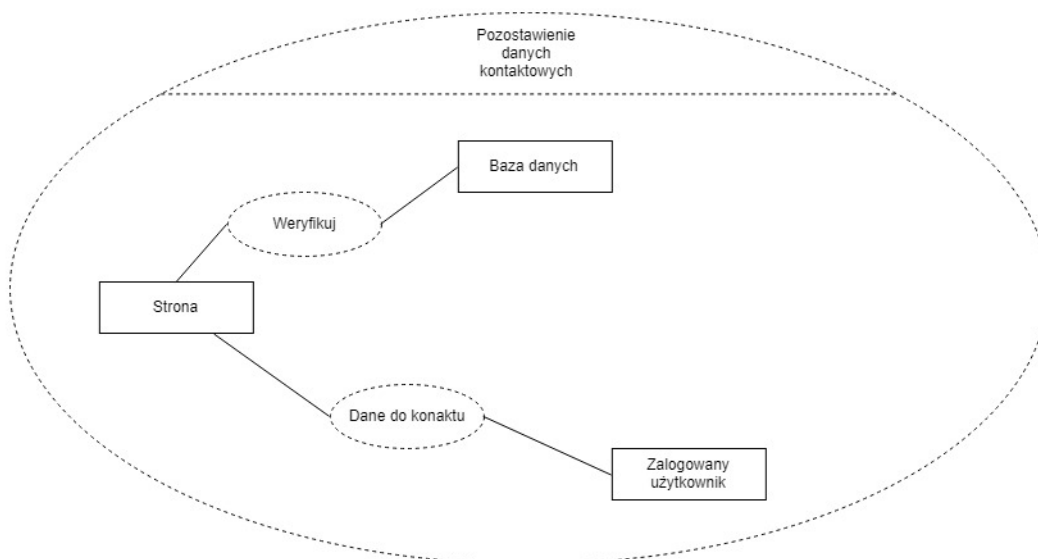 Pozostawienie
danych
kontaktowych
Baza danych
Weryfikuj
Strona
Dane do konaktu
Zalogowany
użytkownik